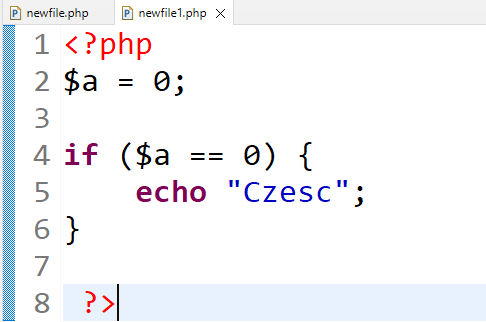 newfile.php newfile1.php
1 <?php
2 $a = 0;
3
4 if ($a == 0) {
5     echo "Czesc";
6 }
7
8  ?>